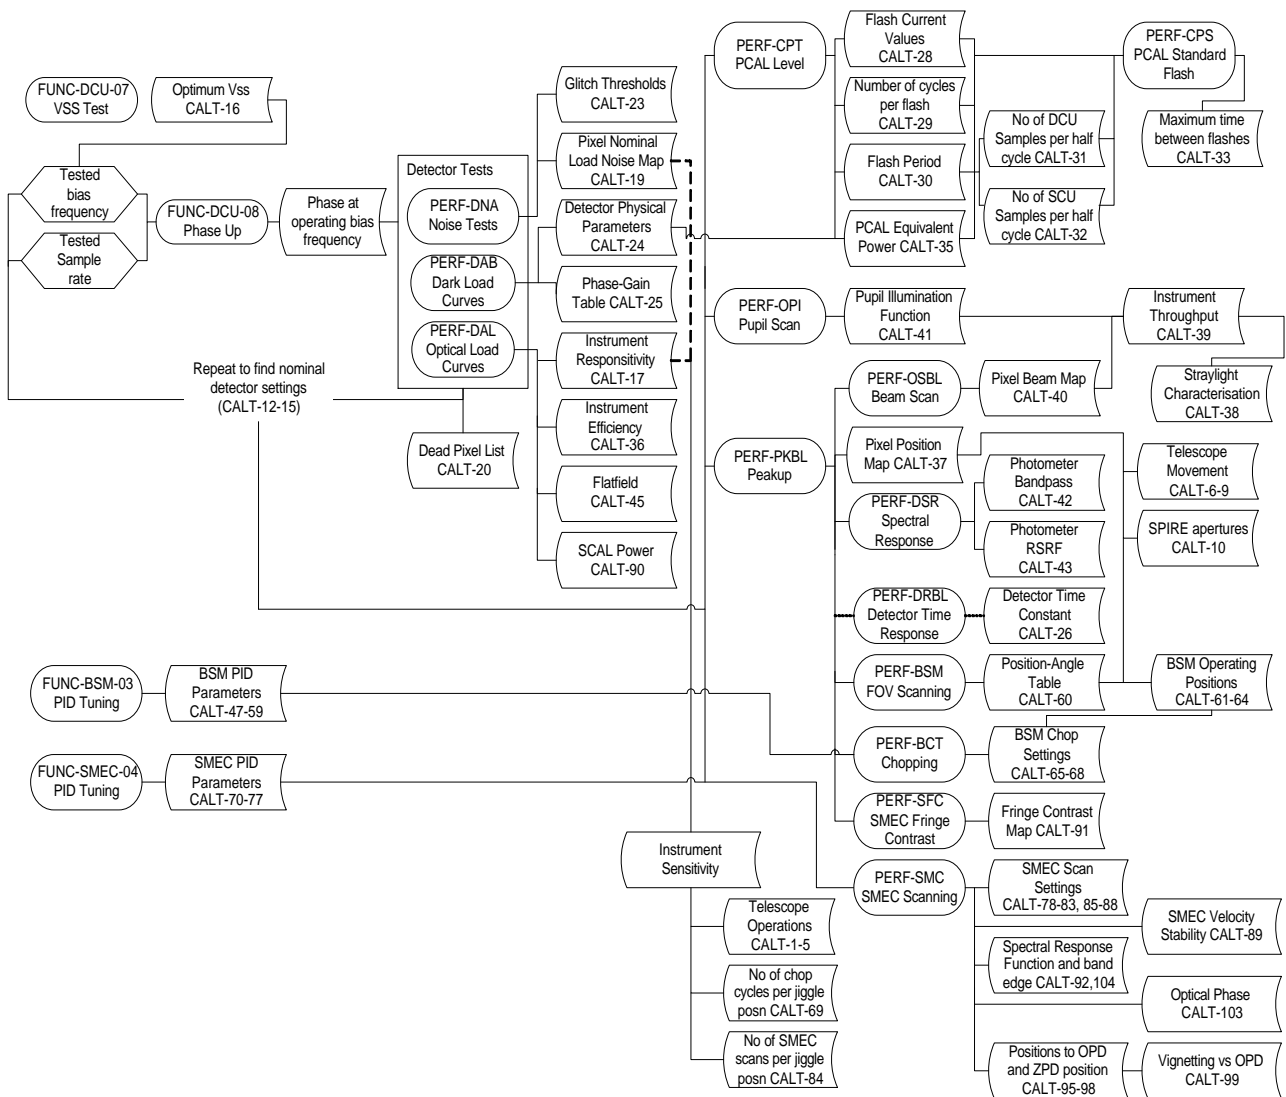 FUNC-DCU-07
VSS Test
Optimum Vss
CALT-16
Tested
bias
frequency
Tested
Sample
rate
FUNC-DCU-08
Phase Up
Phase at
operating bias
frequency
Detector Tests
PERF-DNA
Noise Tests
PERF-DAB
Dark Load
Curves
PERF-DAL
Optical Load
Curves
Repeat to find nominal
detector settings
(CALT-12-15)
Dead Pixel List
CALT-20
Glitch Thresholds
CALT-23
Pixel Nominal
Load Noise Map
CALT-19
Detector Physical
Parameters
CALT-24
Phase-Gain
Table CALT-25
Instrument
Responsitivity
CALT-17
Instrument
Efficiency
CALT-36
Flatfield
CALT-45
SCAL Power
CALT-90
PERF-CPT
PCAL Level
Flash Current
Values
CALT-28
Number of cycles
per flash
CALT-29
Flash Period
CALT-30
PCAL Equivalent
Power CALT-35
No of DCU
Samples per half
cycle CALT-31
No of SCU
Samples per half
cycle CALT-32
PERF-CPS
PCAL Standard
Flash
Maximum time
between flashes
CALT-33
PERF-OPI
Pupil Scan
Pupil Illumination
Function
CALT-41
Instrument
Throughput
CALT-39
Straylight
Characterisation
CALT-38
PERF-OSBL
Beam Scan
Pixel Beam Map
CALT-40
PERF-PKBL
Peakup
Pixel Position
Map CALT-37
PERF-DSR
Spectral
Response
Photometer
Bandpass
CALT-42
Photometer
RSRF
CALT-43
Telescope
Movement
CALT-6-9
SPIRE apertures
CALT-10
PERF-DRBL
Detector Time
Response
Detector Time
Constant
CALT-26
PERF-BSM
FOV Scanning
Position-Angle
Table
CALT-60
BSM Operating
Positions
CALT-61-64
FUNC-BSM-03
PID Tuning
BSM PID
Parameters
CALT-47-59
PERF-BCT
Chopping
BSM Chop
Settings
CALT-65-68
FUNC-SMEC-04
PID Tuning
SMEC PID
Parameters
CALT-70-77
PERF-SFC
SMEC Fringe
Contrast
Fringe Contrast
Map CALT-91
Instrument
Sensitivity
Telescope
Operations
CALT-1-5
No of chop
cycles per jiggle
posn CALT-69
No of SMEC
scans per jiggle
posn CALT-84
PERF-SMC
SMEC Scanning
SMEC Scan
Settings
CALT-78-83, 85-88
SMEC Velocity
Stability CALT-89
Spectral Response
Function and band
edge CALT-92,104
Optical Phase
CALT-103
Positions to OPD
and ZPD position
CALT-95-98
Vignetting vs OPD
CALT-99